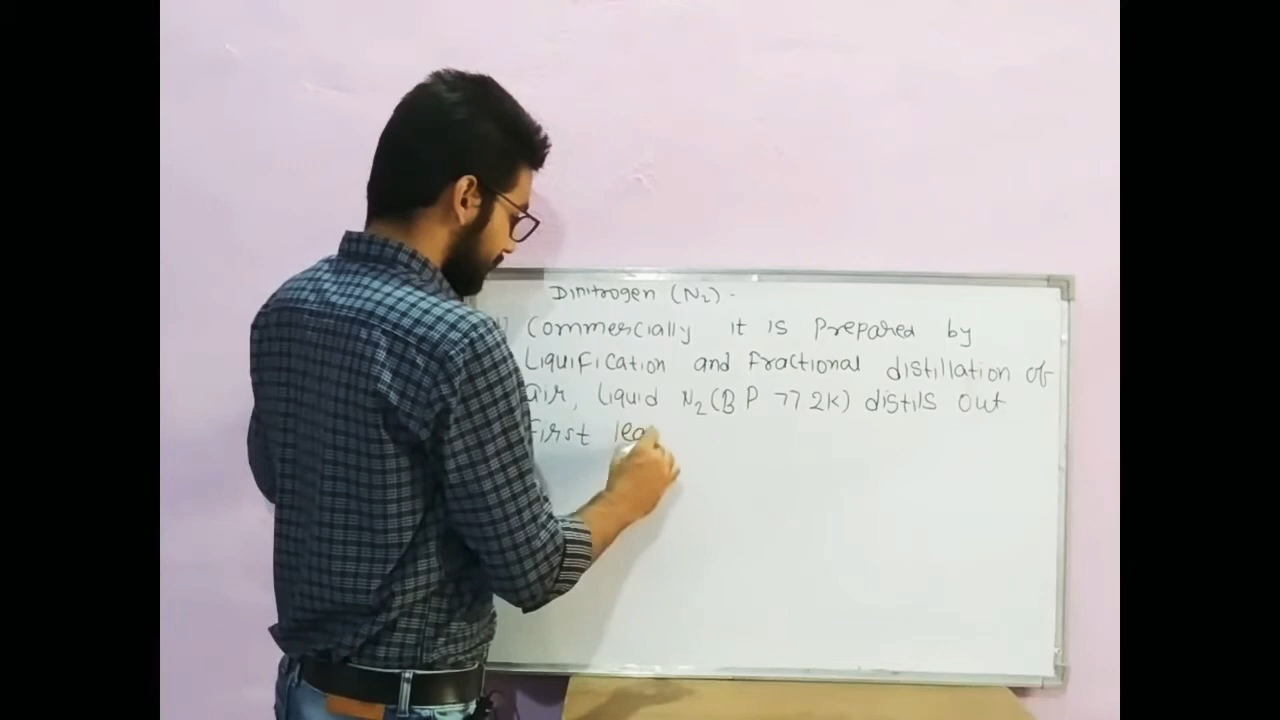 Dinitrogen (N₂) -
Commercially it is prepared by
Liquification and fractional distillation of
air, liquid N₂ (BP 77 2K) distils out
first lea